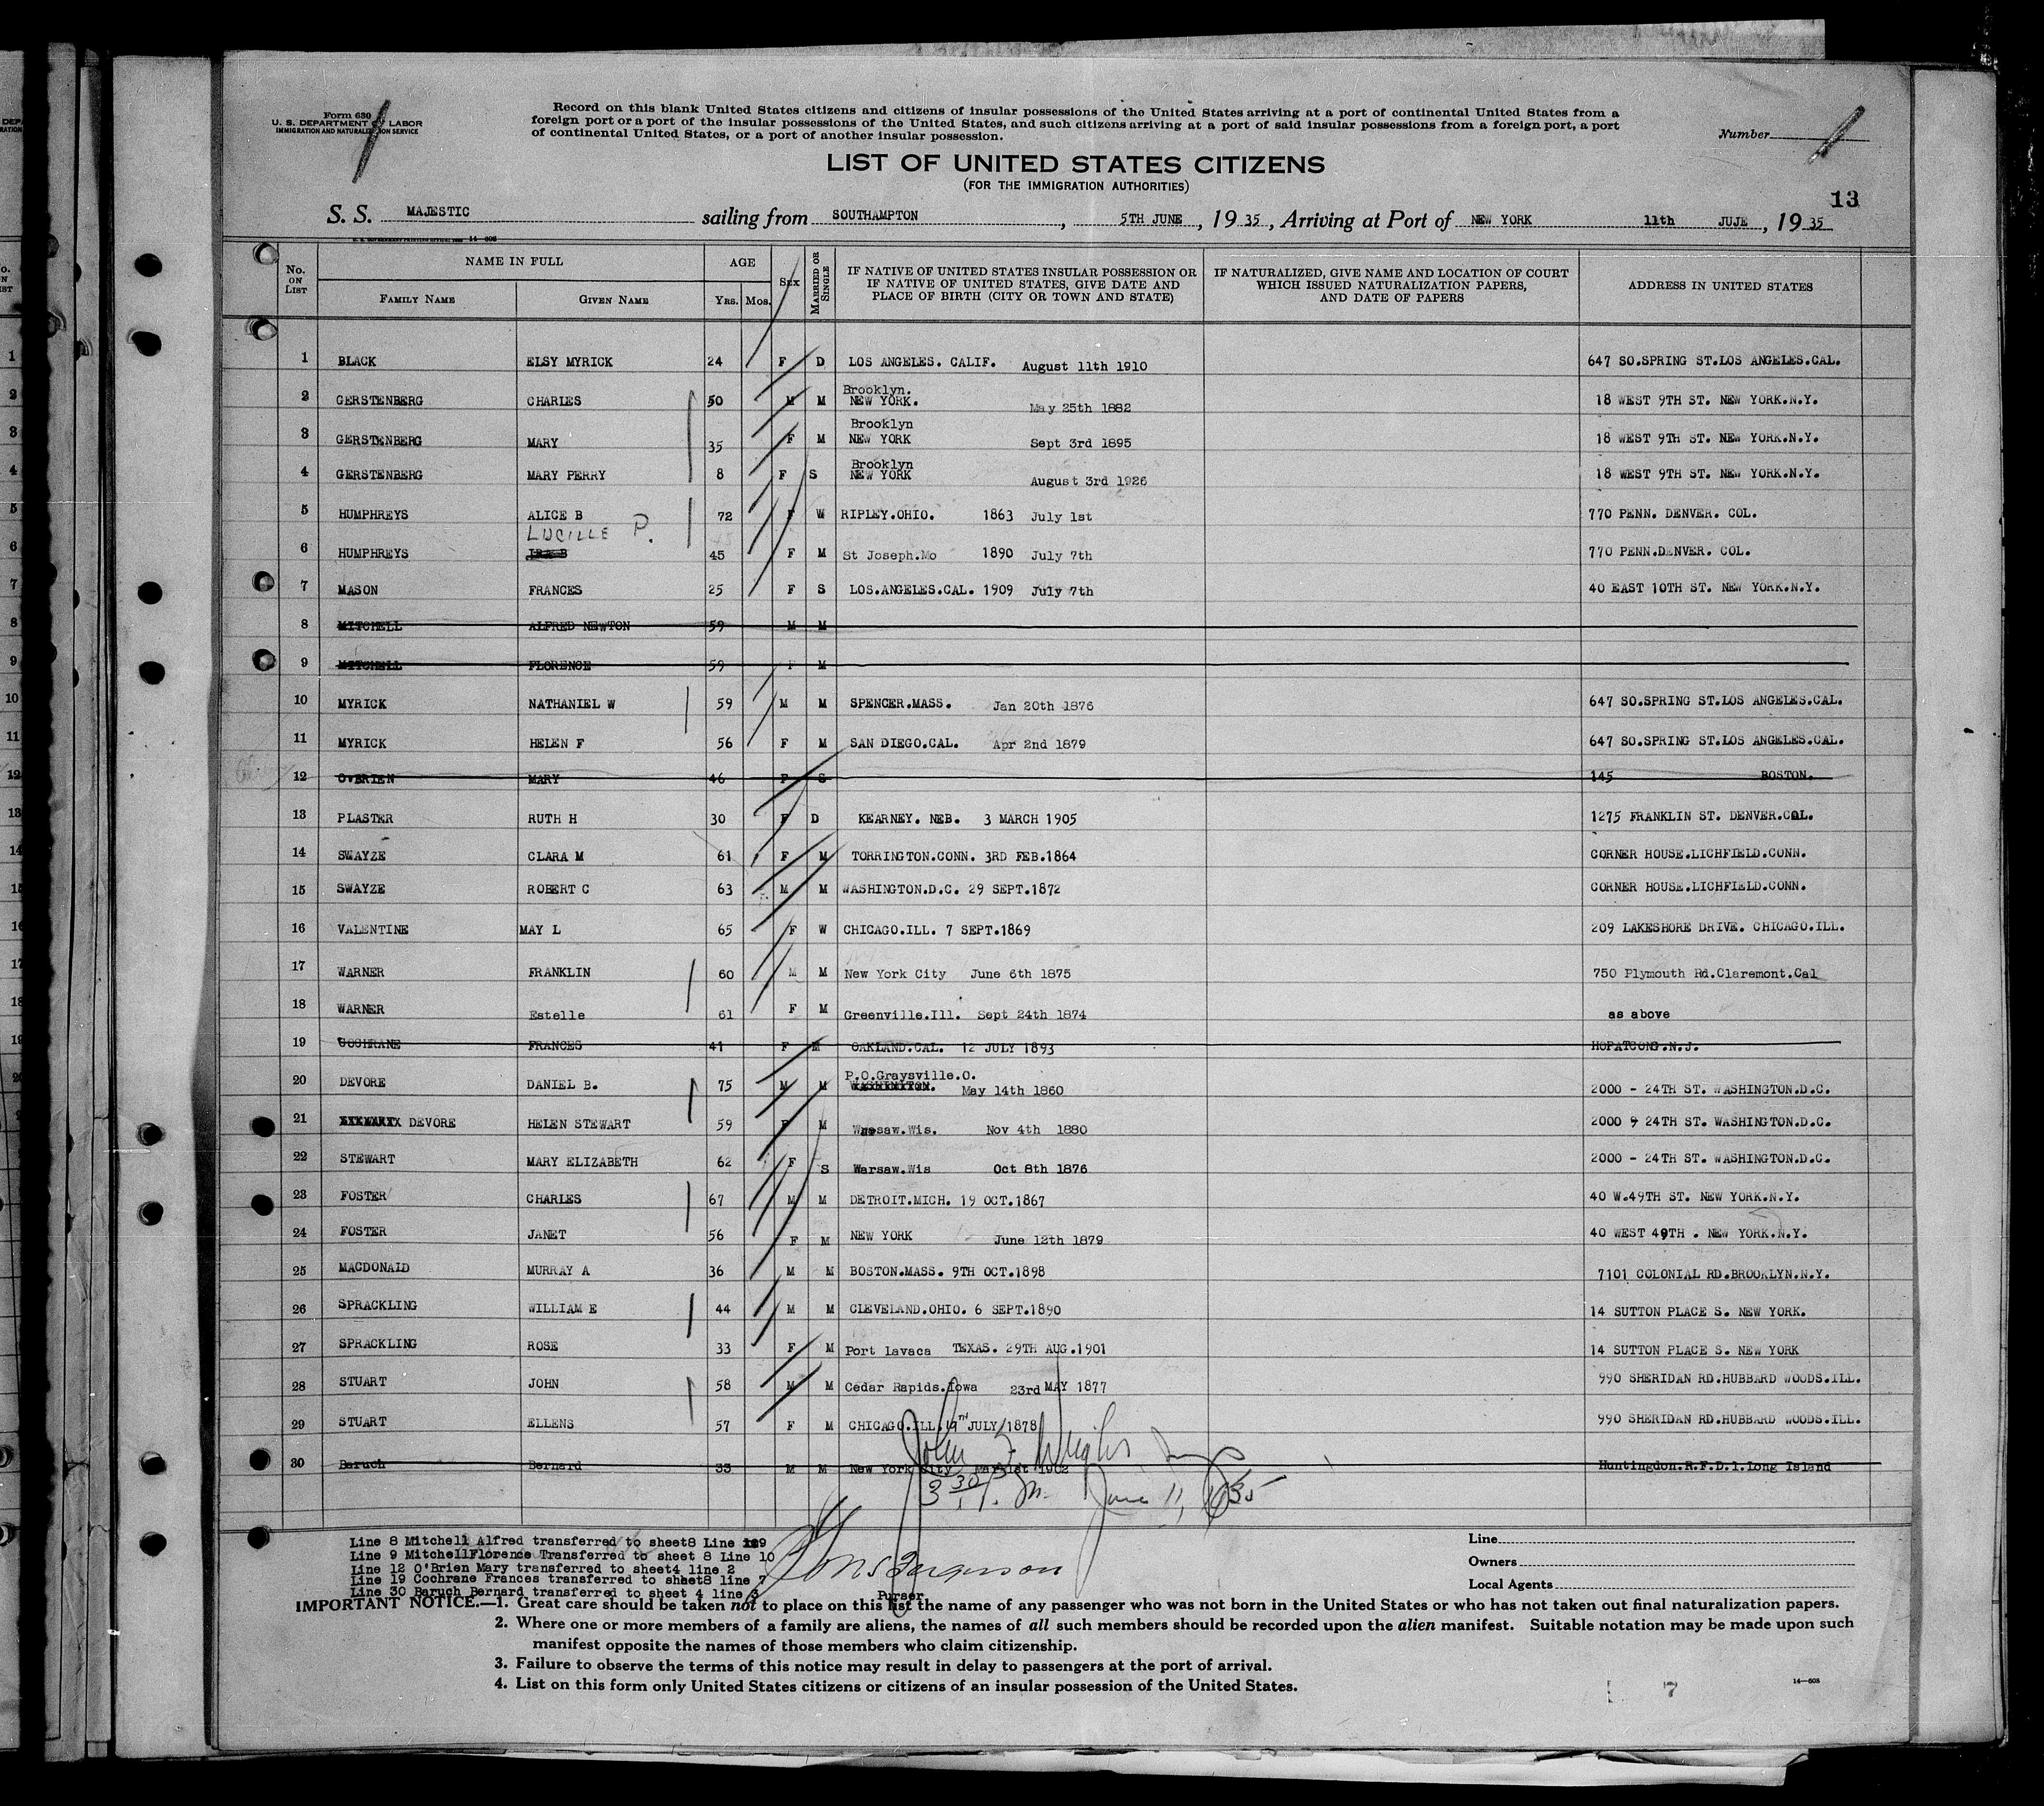 Form 630
U. S. DEPARTMENT OF LABOR
IMMIGRATION AND NATURALIZATION SERVICE
Record on this blank United States citizens and citizens of insular possessions of the United States arriving at a port of continental United States from a
foreign port or a port of the insular possessions of the United States, and such citizens arriving at a port of said insular possessions from a foreign port, a port
of continental United States, or a port of another insular possession.
Number 1
LIST OF UNITED STATES CITIZENS
(FOR THE IMMIGRATION AUTHORITIES)
13
S. S. MAJESTIC sailing from SOUTHAMPTON, 5TH JUNE, 1935, Arriving at Port of NEW YORK 11th JUJE, 1935
No. ON LIST NAME IN FULL FAMILY NAME GIVEN NAME AGE YRS. MOS. SEX MARRIED OR SINGLE IF NATIVE OF UNITED STATES INSULAR POSSESSION OR IF NATIVE OF UNITED STATES, GIVE DATE AND PLACE OF BIRTH (CITY OR TOWN AND STATE) IF NATURALIZED, GIVE NAME AND LOCATION OF COURT WHICH ISSUED NATURALIZATION PAPERS, AND DATE OF PAPERS ADDRESS IN UNITED STATES
1 BLACK ELSY MYRICK 24 F D LOS ANGELES. CALIF. August 11th 1910 647 SO.SPRING ST.LOS ANGELES.CAL.
2 GERSTENBERG CHARLES 50 M M Brooklyn. NEW YORK. May 25th 1882 18 WEST 9TH ST. NEW YORK.N.Y.
3 GERSTENBERG MARY 35 F M Brooklyn NEW YORK Sept 3rd 1895 18 WEST 9TH ST. NEW YORK.N.Y.
4 GERSTENBERG MARY PERRY 8 F S Brooklyn NEW YORK August 3rd 1926 18 WEST 9TH ST. NEW YORK.N.Y.
5 HUMPHREYS ALICE B 72 F W RIPLEY.OHIO. 1863 July 1st 770 PENN. DENVER. COL.
LUCILLE P.
6 HUMPHREYS IRA B 45 F M St Joseph.Mo 1890 July 7th 770 PENN.DENVER. COL.
7 MASON FRANCES 25 F S LOS.ANGELES.CAL. 1909 July 7th 40 EAST 10TH ST. NEW YORK.N.Y.
8 MITCHELL ALFRED NEWTON 59 M M
9 MITCHELL FLORENCE 59 F M
10 MYRICK NATHANIEL W 59 M M SPENCER.MASS. Jan 20th 1876 647 SO.SPRING ST.LOS ANGELES.CAL.
11 MYRICK HELEN F 56 F M SAN DIEGO.CAL. Apr 2nd 1879 647 SO.SPRING ST.LOS ANGELES.CAL.
12 O'BRIEN MARY 46 F S 145 BOSTON.
13 PLASTER RUTH H 30 F D KEARNEY. NEB. 3 MARCH 1905 1275 FRANKLIN ST. DENVER.COL.
14 SWAYZE CLARA M 61 F M TORRINGTON.CONN. 3RD FEB.1864 CORNER HOUSE.LICHFIELD.CONN.
15 SWAYZE ROBERT C 63 M M WASHINGTON.D.C. 29 SEPT.1872 CORNER HOUSE.LICHFIELD.CONN.
16 VALENTINE MAY L 65 F W CHICAGO.ILL. 7 SEPT.1869 209 LAKESHORE DRIVE. CHICAGO.ILL.
17 WARNER FRANKLIN 60 M M New York City June 6th 1875 750 Plymouth Rd.Claremont.Cal
18 WARNER Estelle 61 F M Greenville.Ill. Sept 24th 1874 as above
19 COCHRANE FRANCES 41 F M OAKLAND.CAL. 12 JULY 1893 HOPATCONG.N.J.
20 DEVORE DANIEL B. 75 M M P.O.Graysville.O. WASHINGTON. May 14th 1860 2000 - 24TH ST. WASHINGTON.D.C.
21 DEVORE HELEN STEWART 59 F M Warsaw.Wis. Nov 4th 1880 2000 24TH ST. WASHINGTON.D.C.
22 STEWART MARY ELIZABETH 62 F S Warsaw.Wis Oct 8th 1876 2000 - 24TH ST. WASHINGTON.D.C.
23 FOSTER CHARLES 67 M M DETROIT.MICH. 19 OCT.1867 40 W.49TH ST. NEW YORK.N.Y.
24 FOSTER JANET 56 F M NEW YORK June 12th 1879 40 WEST 49TH . NEW YORK.N.Y.
25 MACDONAID MURRAY A 36 M M BOSTON.MASS. 9TH OCT.1898 7101 COLONIAL RD.BROOKLYN.N.Y.
26 SPRACKLING WILLIAM E 44 M M CLEVELAND.OHIO. 6 SEPT.1890 14 SUTTON PLACE S. NEW YORK.
27 SPRACKLING ROSE 33 F M Port Lavaca TEXAS. 29TH AUG.1901 14 SUTTON PLACE S. NEW YORK
28 STUART JOHN 58 M M Cedar Rapids.Iowa 23rd MAY 1877 990 SHERIDAN RD.HUBBARD WOODS.ILL.
29 STUART ELLENS 57 F M CHICAGO.ILL. JULY 1878 990 SHERIDAN RD.HUBBARD WOODS.ILL.
30 Baruch Bernard 33 M M New York City May 1st 1902 Huntingdon.R.F.D.1.Long Island
3 30 P. M. June 11, 1935
Line 8 Mitchell Alfred transferred to sheet8 Line 9
Line 9 MitchellFlorence Transferred to sheet 8 Line 10
Line 12 O'Brien Mary transferred to sheet4 line 2
Line 19 Cochrane Frances transferred to sheet8 line 7
Line 30 Baruch Bernard transferred to sheet 4 line 3
Purser
Line
Owners
Local Agents
IMPORTANT NOTICE.—1. Great care should be taken not to place on this list the name of any passenger who was not born in the United States or who has not taken out final naturalization papers.
2. Where one or more members of a family are aliens, the names of all such members should be recorded upon the alien manifest. Suitable notation may be made upon such
manifest opposite the names of those members who claim citizenship.
3. Failure to observe the terms of this notice may result in delay to passengers at the port of arrival.
4. List on this form only United States citizens or citizens of an insular possession of the United States.
7
14—608